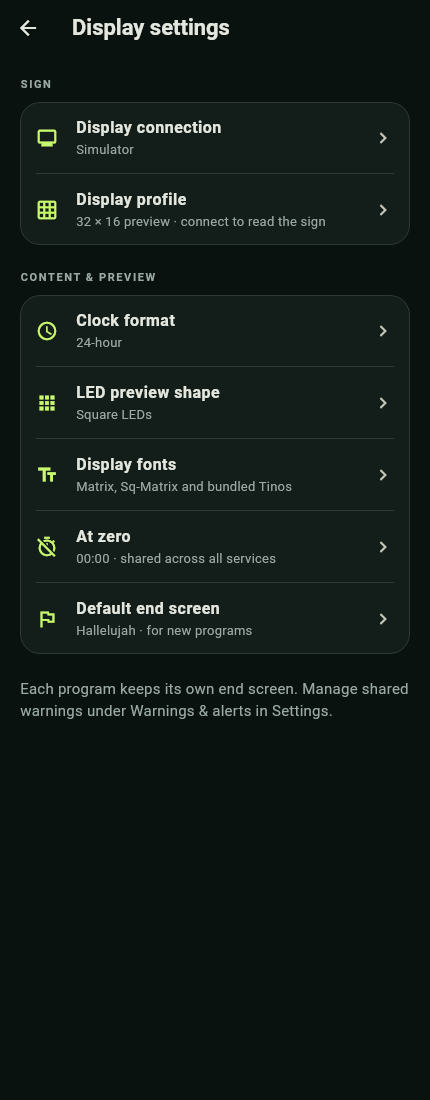 Display settings
SIGN
Display connection
Simulator
Display profile
32 × 16 preview · connect to read the sign
CONTENT & PREVIEW
Clock format
24-hour
LED preview shape
Square LEDs
Display fonts
Matrix, Sq-Matrix and bundled Tinos
At zero
00:00 · shared across all services
Default end screen
Hallelujah · for new programs
Each program keeps its own end screen. Manage shared
warnings under Warnings & alerts in Settings.